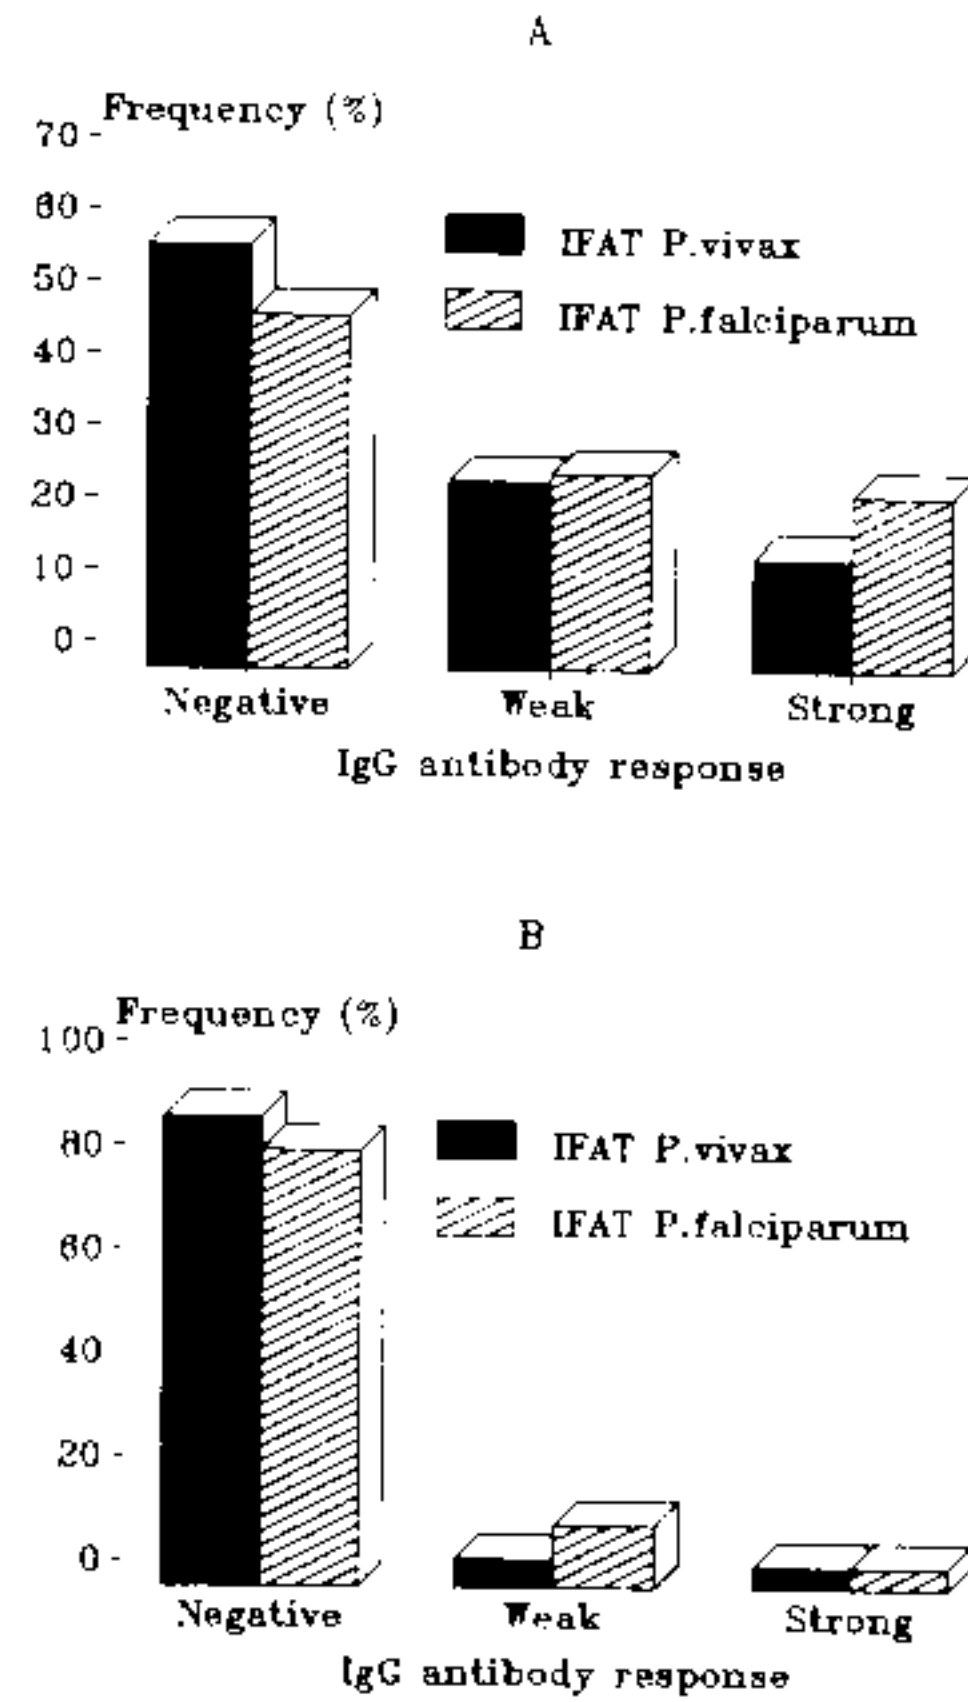 A
Frequency (%)
70 -
60 -
50 -
40 -
30 -
20 -
10 -
0 -
IFAT P.vivax
IFAT P.falciparum
Negative
Weak
Strong
IgG antibody response
B
Frequency (%)
100 -
80 -
60 -
40
20 -
0 -
IFAT P.vivax
IFAT P.falciparum
Negative
Weak
Strong
IgG antibody response